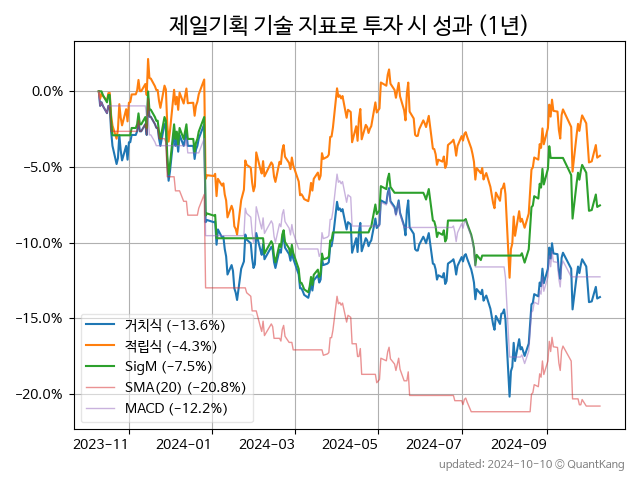 제일기획 기술 지표로 투자 시 성과 (1년)
0.0%
−5.0%
−10.0%
−15.0%
−20.0%
거치식 (−13.6%)
적립식 (−4.3%)
SigM (−7.5%)
SMA(20) (−20.8%)
MACD (−12.2%)
2023-11 2024-01 2024-03 2024-05 2024-07 2024-09
updated: 2024-10-10 © QuantKang